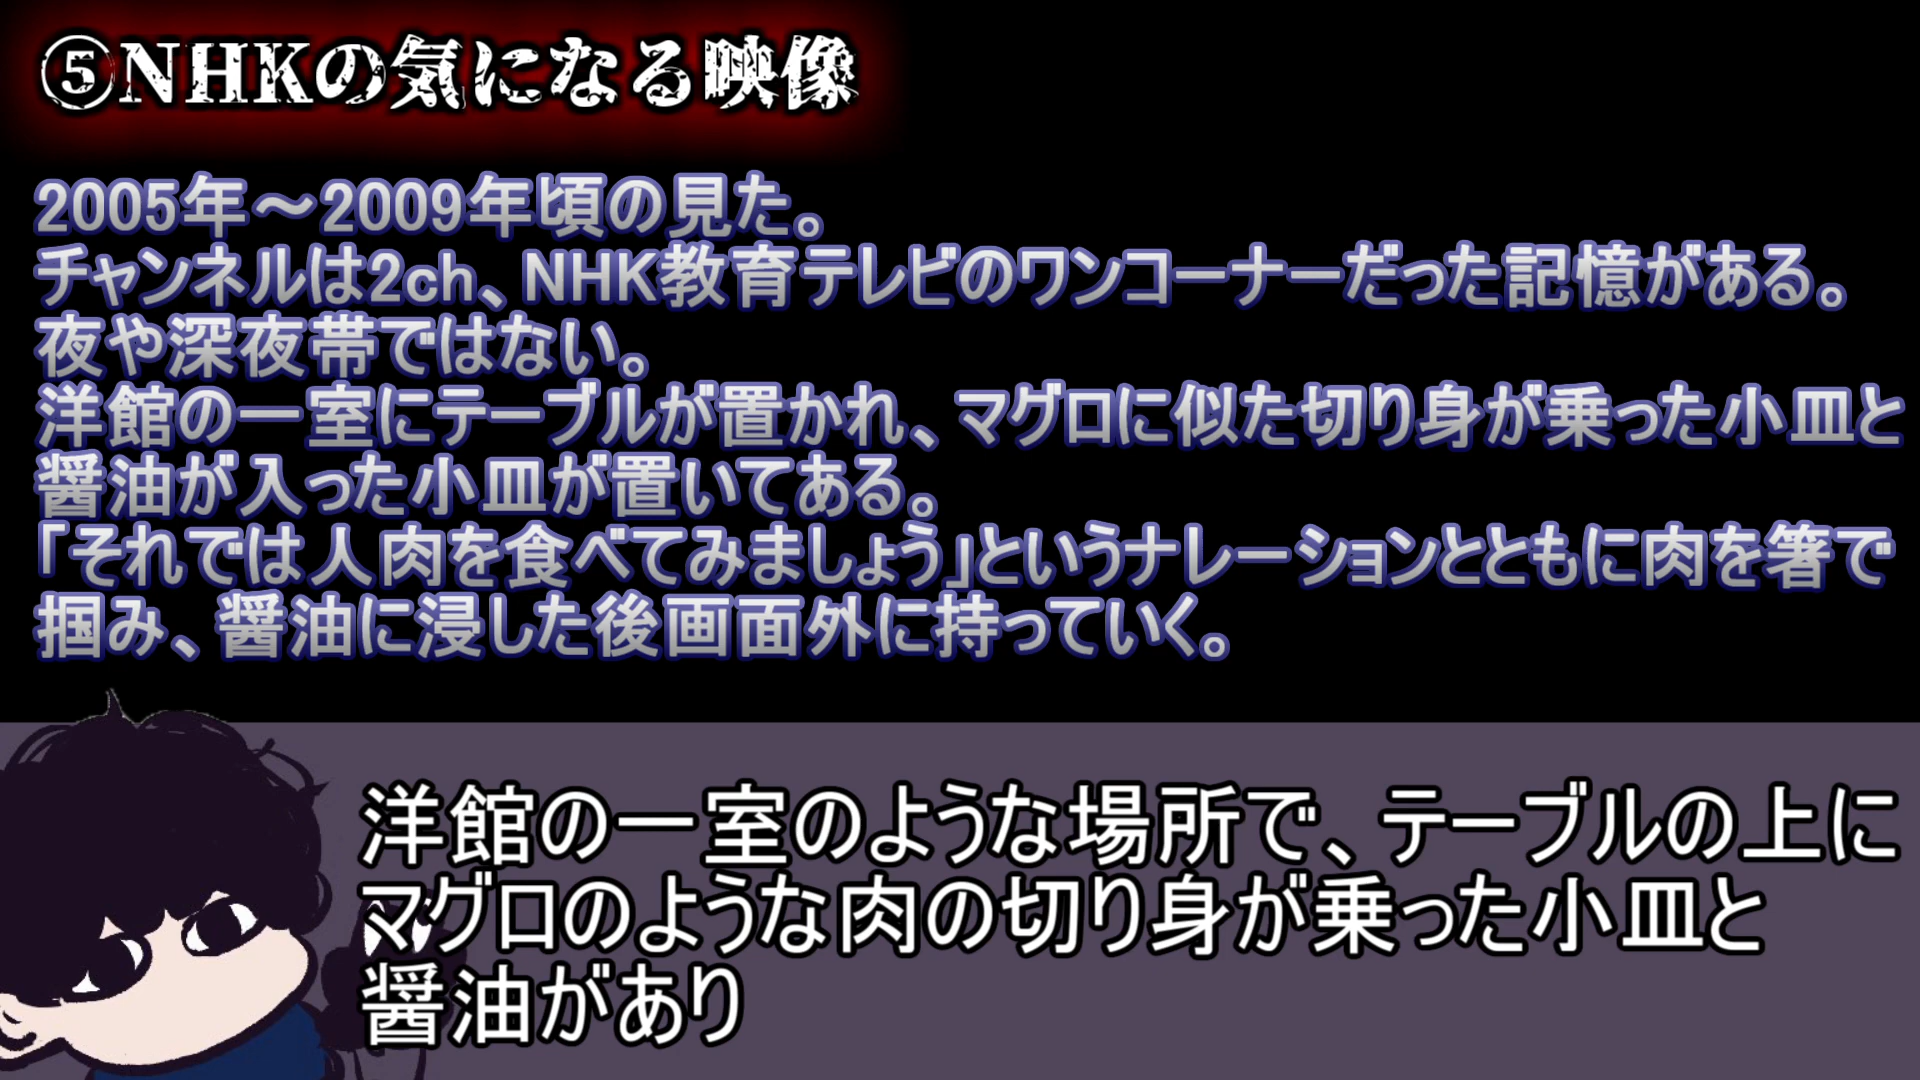 ⑤NHKの気になる映像
2005年～2009年頃の見た。
チャンネルは2ch、NHK教育テレビのワンコーナーだった記憶がある。
夜や深夜帯ではない。
洋館の一室にテーブルが置かれ、マグロに似た切り身が乗った小皿と
醤油が入った小皿が置いてある。
「それでは人肉を食べてみましょう」というナレーションとともに肉を箸で
掴み、醤油に浸した後画面外に持っていく。
洋館の一室のような場所で、テーブルの上に
マグロのような肉の切り身が乗った小皿と
醤油があり